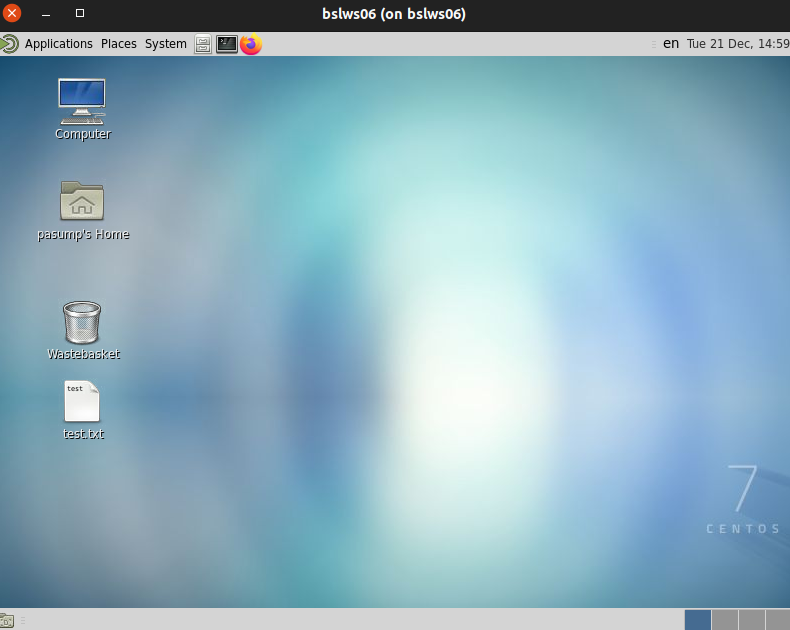 bslws06 (on bslws06)
Applications Places System en Tue 21 Dec, 14:59
Computer
pasump's Home
Wastebasket
test
test.txt
7
CENTOS